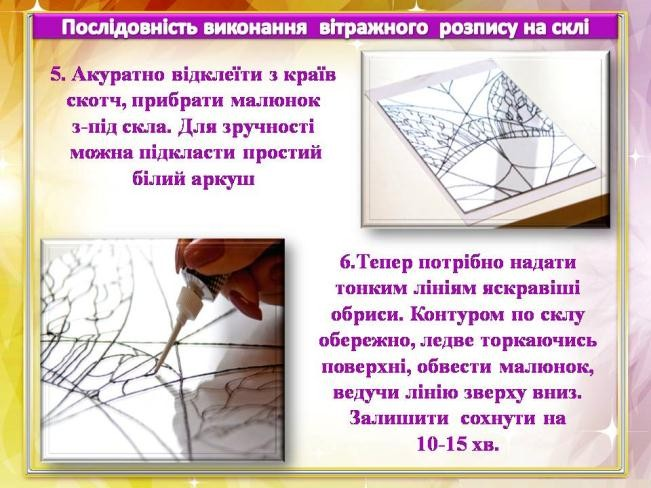 Послідовність виконання вітражного розпису на склі
5. Акуратно відклеїти з країв
скотч, прибрати малюнок
з-під скла. Для зручності
можна підкласти простий
білий аркуш
6.Тепер потрібно надати
тонким лініям яскравіші
обриси. Контуром по склу
обережно, ледве торкаючись
поверхні, обвести малюнок,
ведучи лінію зверху вниз.
Залишити сохнути на
10-15 хв.